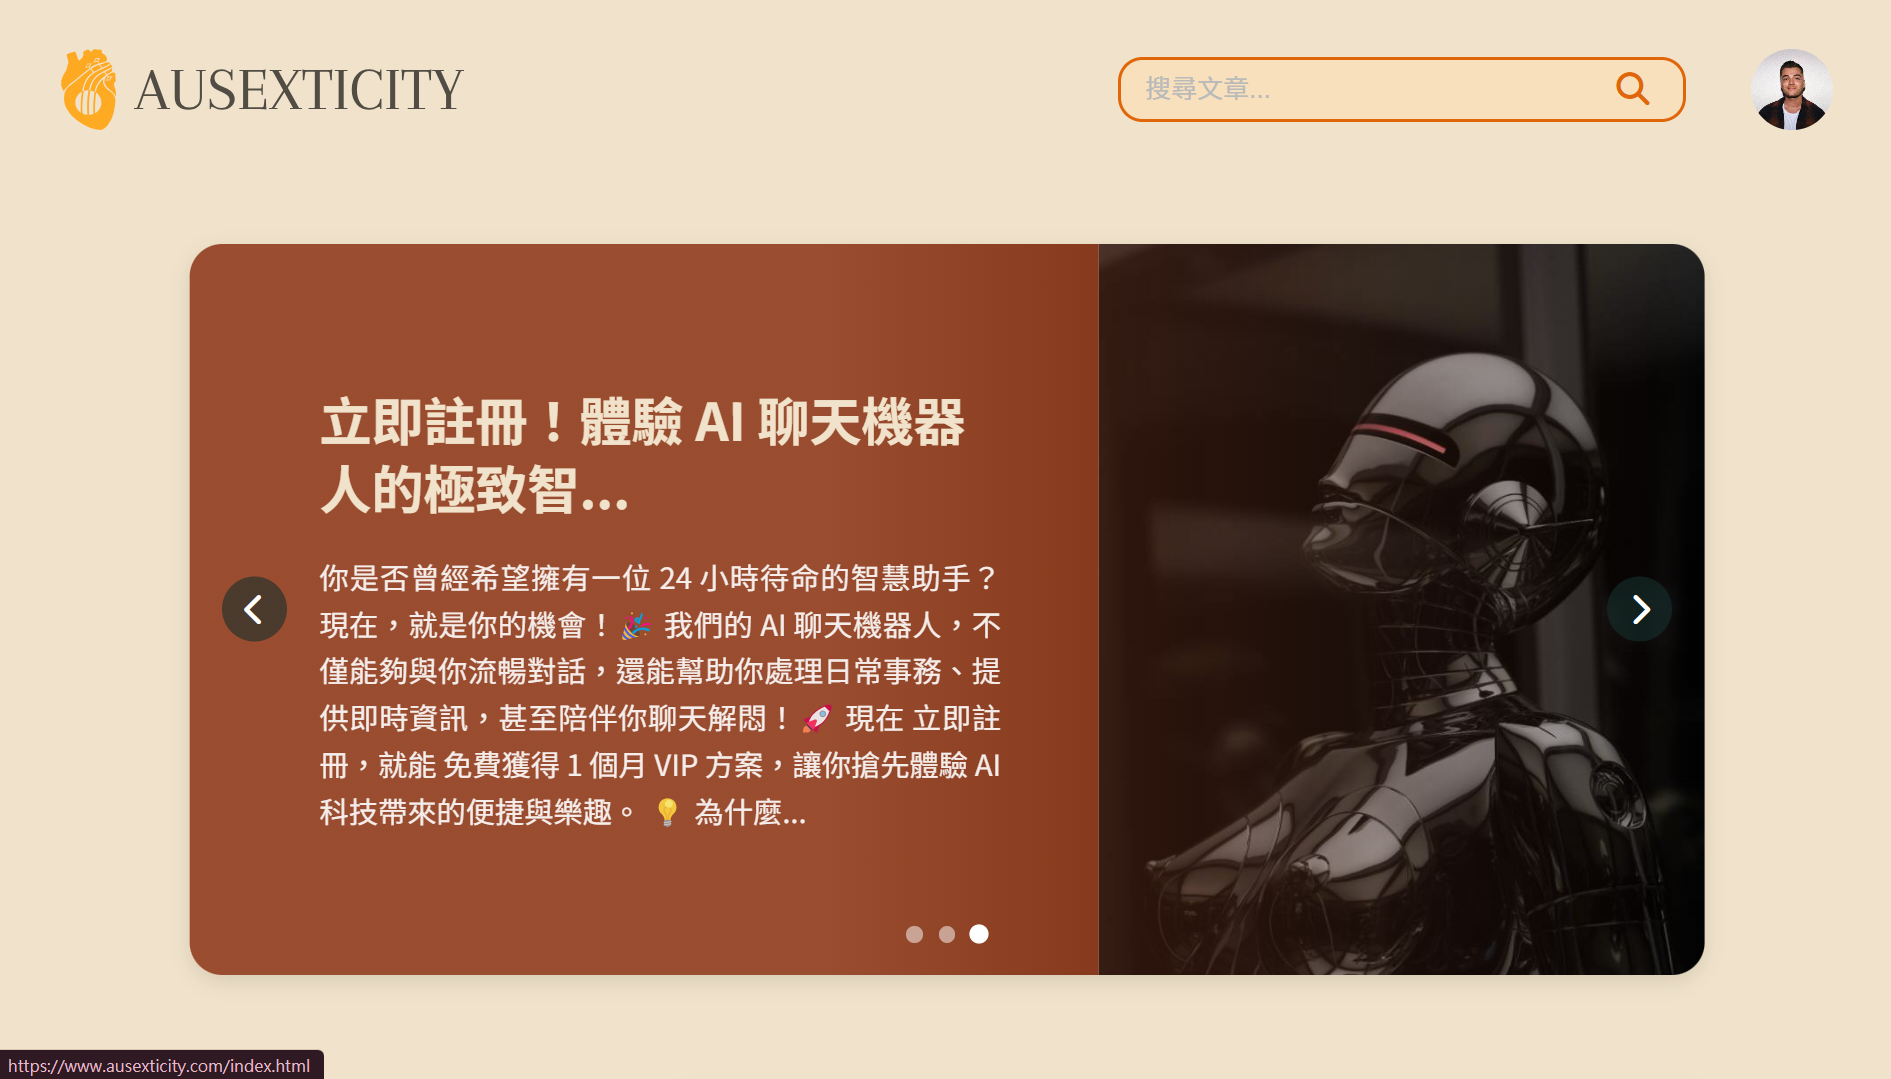 AUSEXTICITY
搜尋文章...
立即註冊！體驗 AI 聊天機器
人的極致智...
你是否曾經希望擁有一位 24 小時待命的智慧助手？
現在，就是你的機會！🎉 我們的 AI 聊天機器人，不
僅能夠與你流暢對話，還能幫助你處理日常事務、提
供即時資訊，甚至陪伴你聊天解悶！🚀 現在 立即註
冊，就能 免費獲得 1 個月 VIP 方案，讓你搶先體驗 AI
科技帶來的便捷與樂趣。 💡 為什麼...
https://www.ausexticity.com/index.html